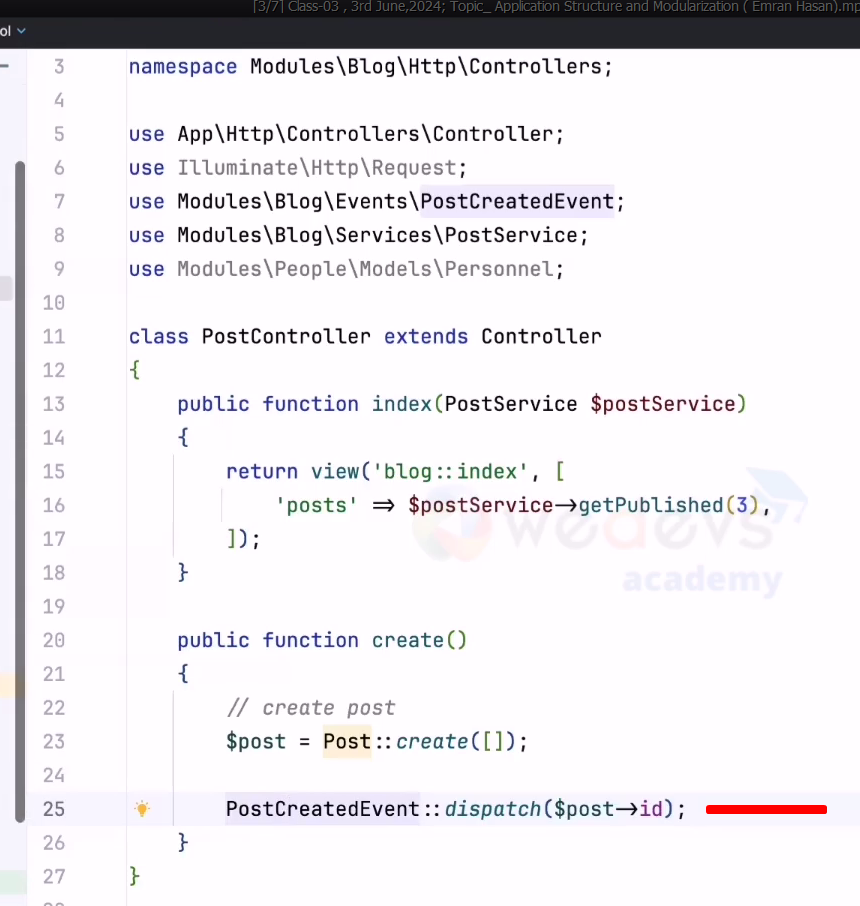 [3/7] Class-03 , 3rd June,2024; Topic_ Application Structure and Modularization ( Emran Hasan).mp
ol
3 namespace Modules\Blog\Http\Controllers;
4
5 use App\Http\Controllers\Controller;
6 use Illuminate\Http\Request;
7 use Modules\Blog\Events\PostCreatedEvent;
8 use Modules\Blog\Services\PostService;
9 use Modules\People\Models\Personnel;
10
11 class PostController extends Controller
12 {
13 public function index(PostService $postService)
14 {
15 return view('blog::index', [
16 'posts' => $postService->getPublished(3),
17 ]);
18 }
19
20 public function create()
21 {
22 // create post
23 $post = Post::create([]);
24
25 PostCreatedEvent::dispatch($post->id);
26 }
27 }
28
wedevs
academy